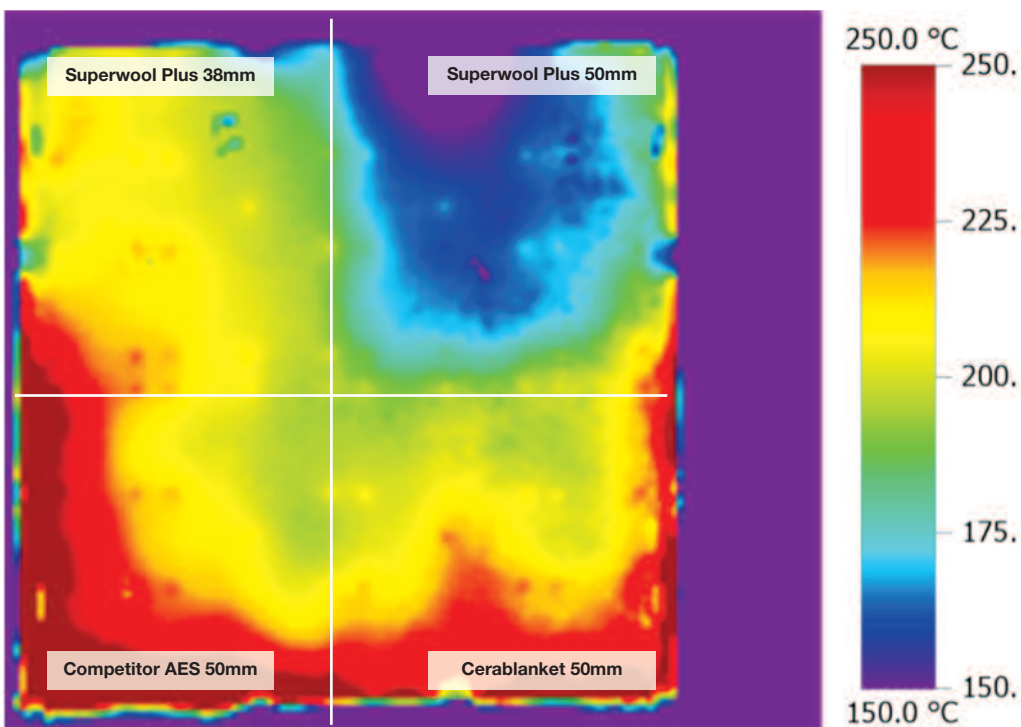 Superwool Plus 38mm
Superwool Plus 50mm
Competitor AES 50mm
Cerablanket 50mm
250.0 °C
250.
225.
200.
175.
150.
150.0 °C